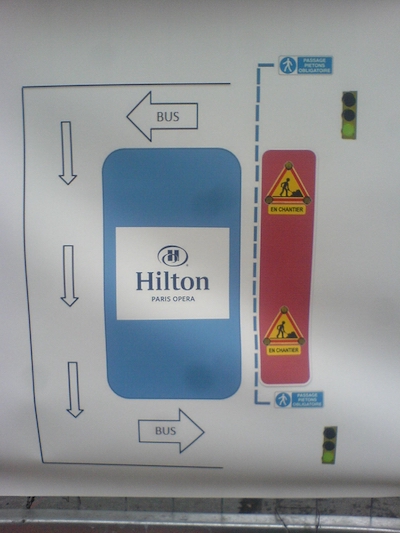 PASSAGE
PIETONS
OBLIGATOIRE
BUS
EN CHANTIER
Hilton
PARIS OPERA
EN CHANTIER
PASSAGE
PIETONS
OBLIGATOIRE
BUS